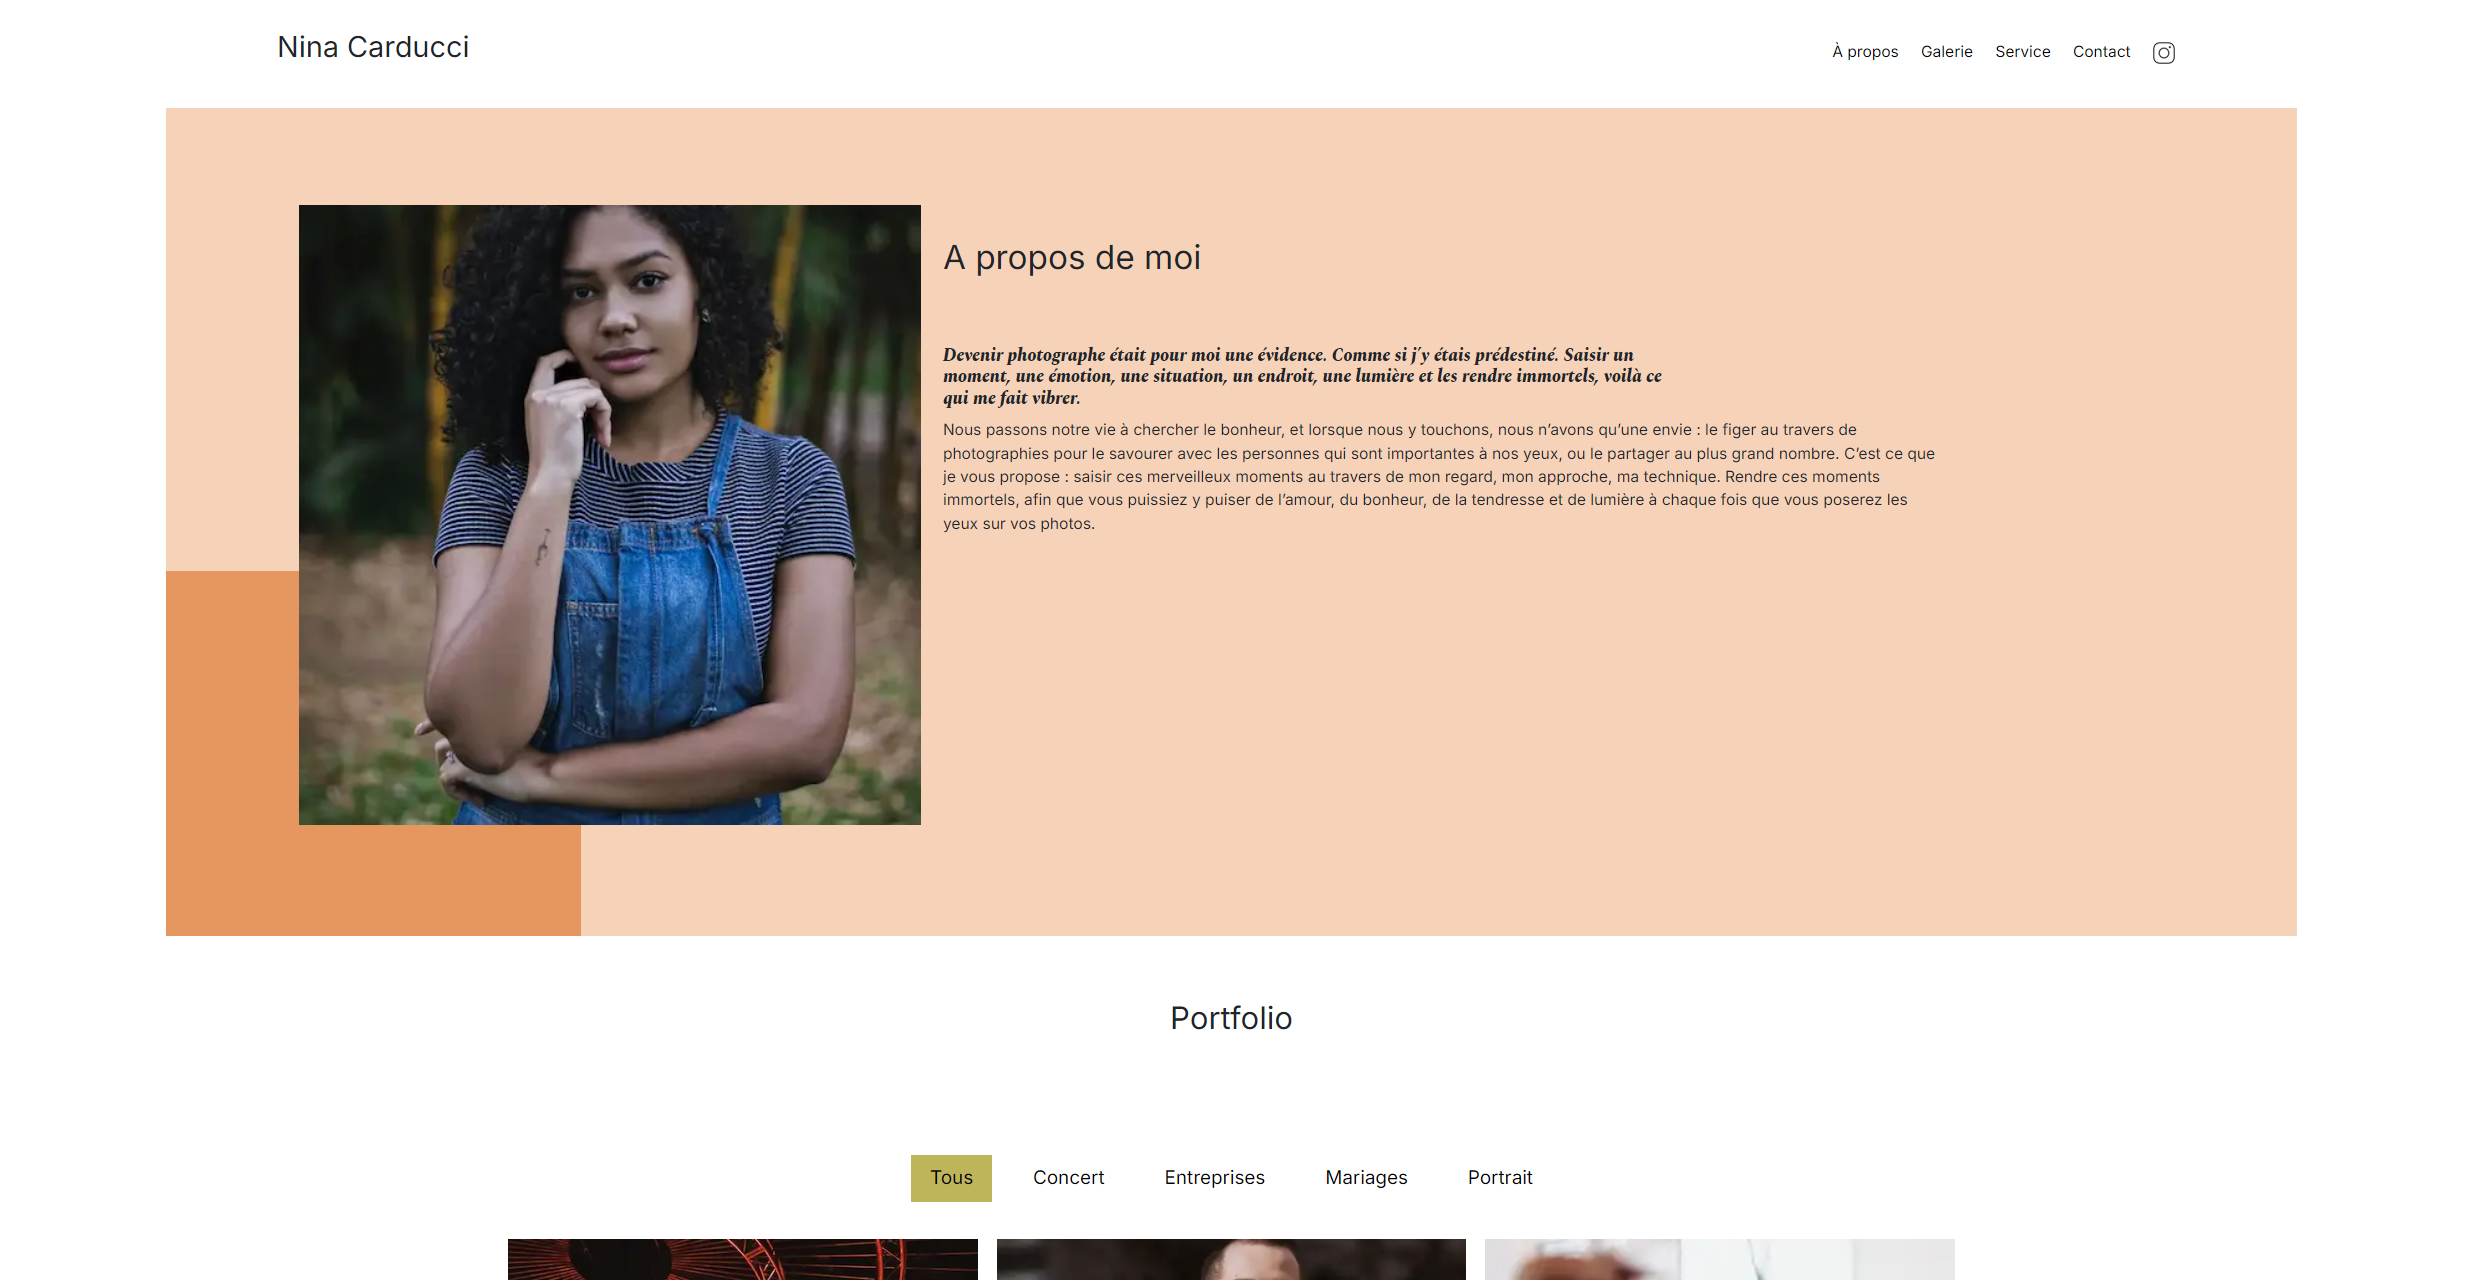 Nina Carducci
À propos Galerie Service Contact
A propos de moi
Devenir photographe était pour moi une évidence. Comme si j'y étais prédestiné. Saisir un
moment, une émotion, une situation, un endroit, une lumière et les rendre immortels, voilà ce
qui me fait vibrer.
Nous passons notre vie à chercher le bonheur, et lorsque nous y touchons, nous n’avons qu’une envie : le figer au travers de
photographies pour le savourer avec les personnes qui sont importantes à nos yeux, ou le partager au plus grand nombre. C’est ce que
je vous propose : saisir ces merveilleux moments au travers de mon regard, mon approche, ma technique. Rendre ces moments
immortels, afin que vous puissiez y puiser de l’amour, du bonheur, de la tendresse et de lumière à chaque fois que vous poserez les
yeux sur vos photos.
Portfolio
Tous Concert Entreprises Mariages Portrait